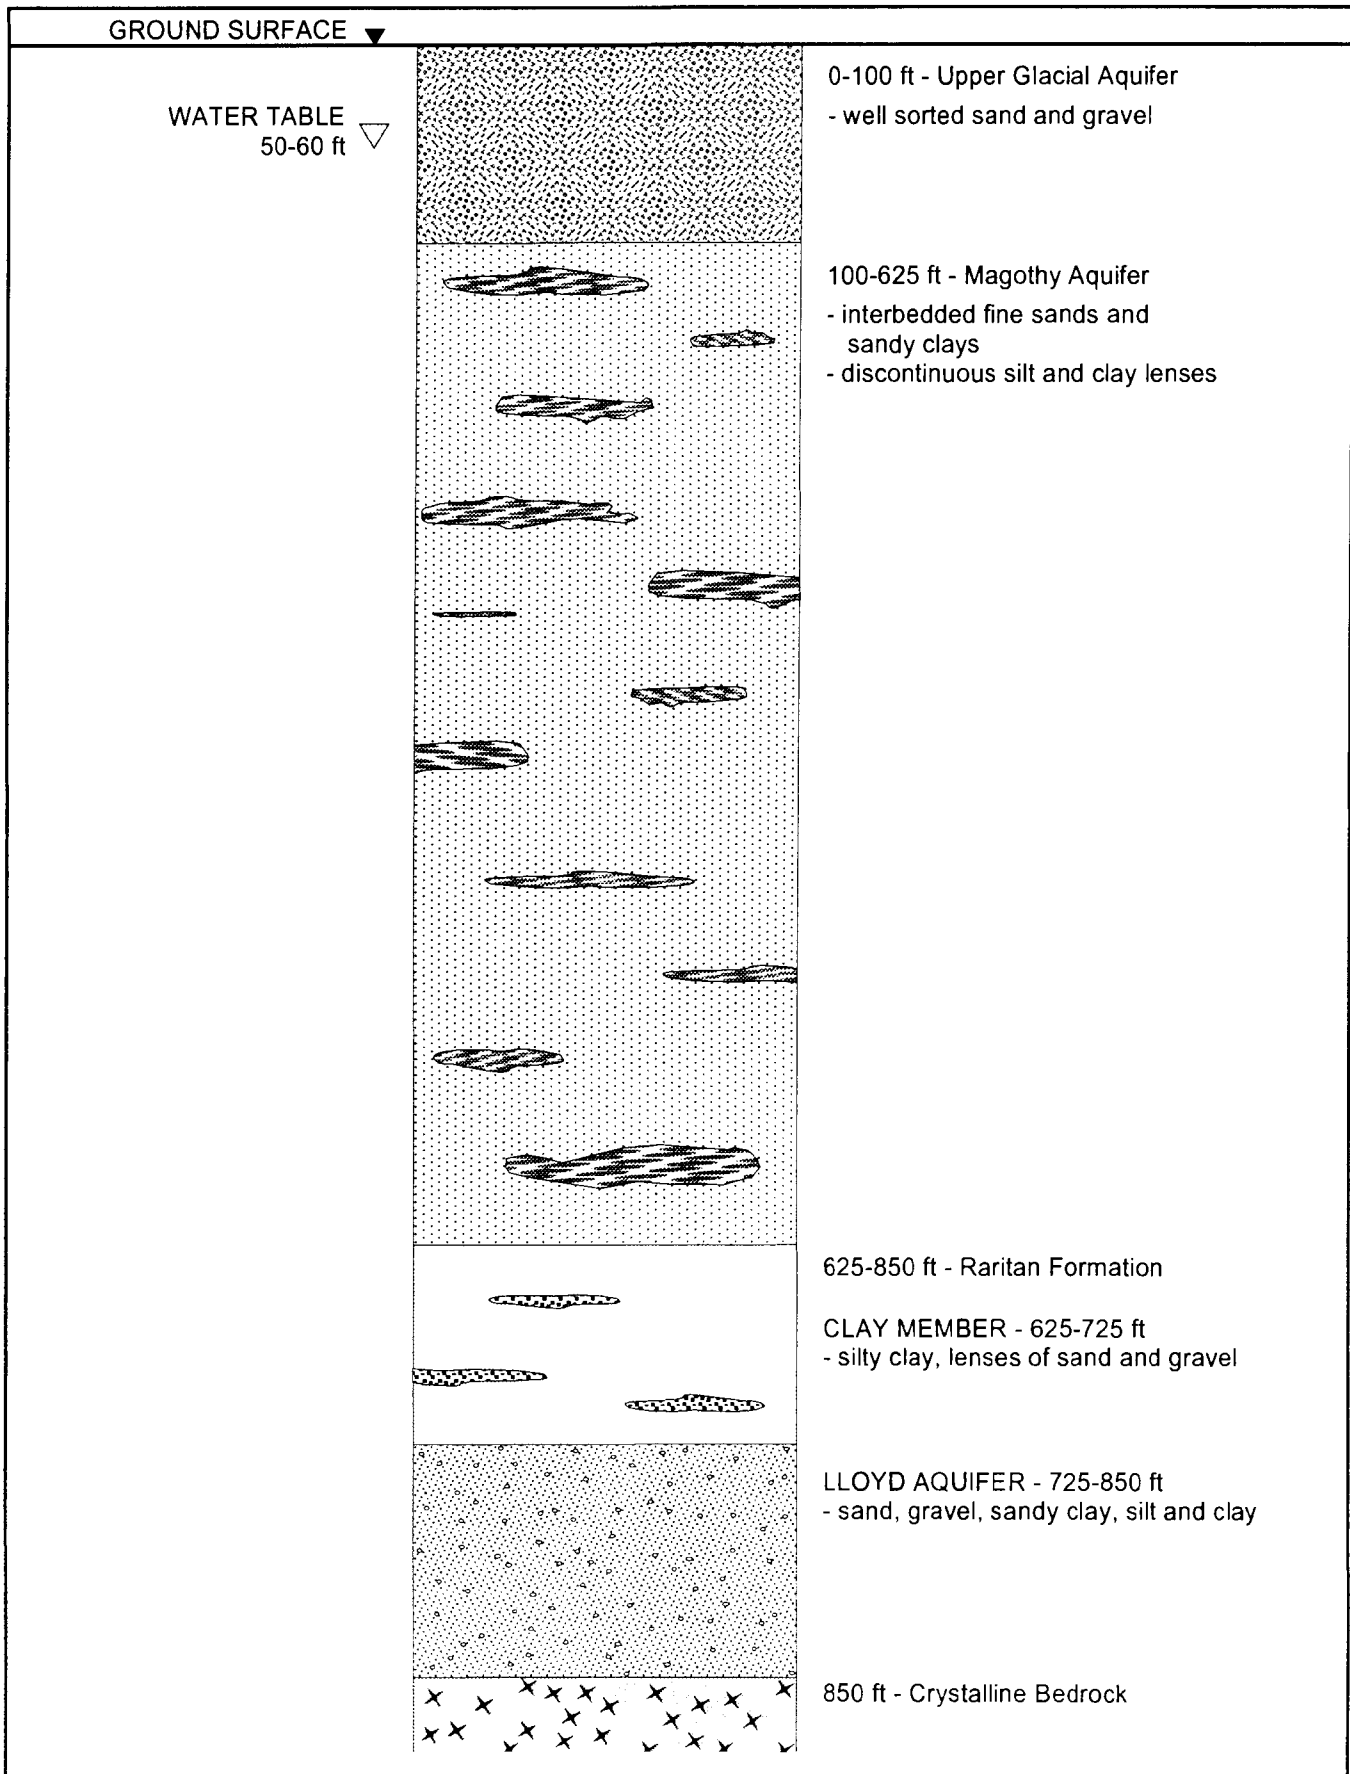 GROUND SURFACE
WATER TABLE
50-60 ft
0-100 ft - Upper Glacial Aquifer
- well sorted sand and gravel
100-625 ft - Magothy Aquifer
- interbedded fine sands and
sandy clays
- discontinuous silt and clay lenses
625-850 ft - Raritan Formation
CLAY MEMBER - 625-725 ft
- silty clay, lenses of sand and gravel
LLOYD AQUIFER - 725-850 ft
- sand, gravel, sandy clay, silt and clay
850 ft - Crystalline Bedrock